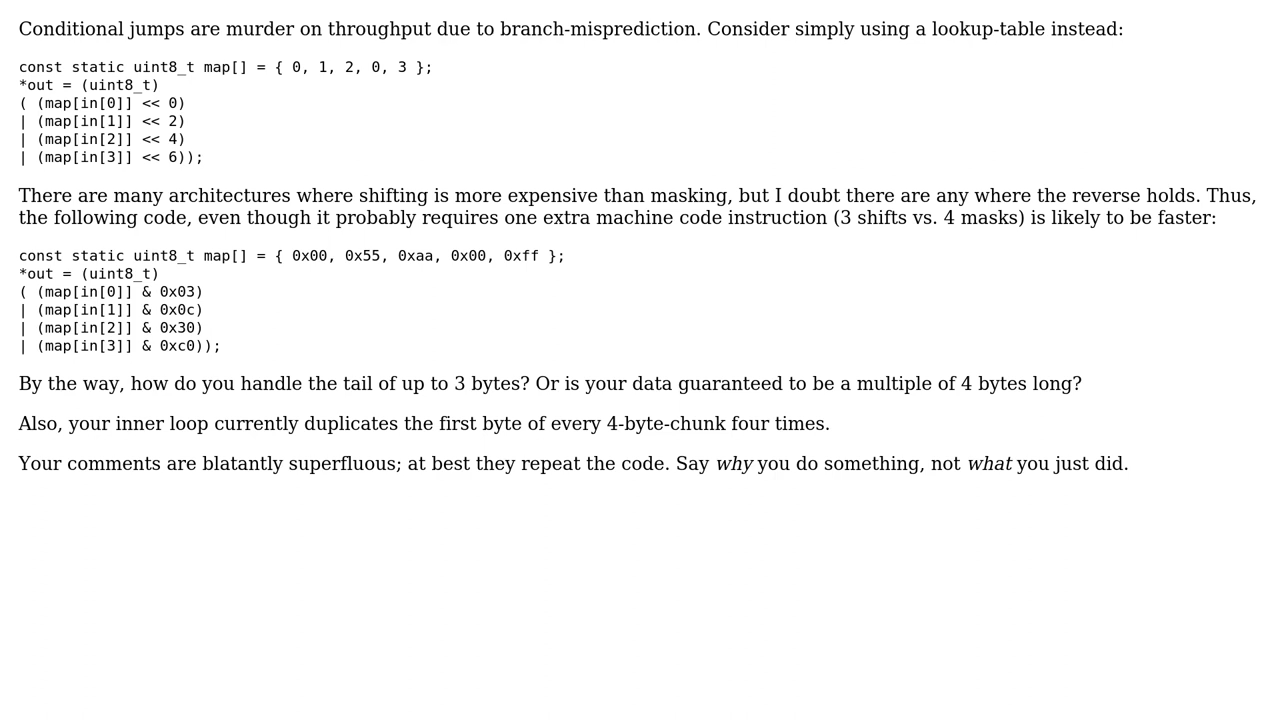 Conditional jumps are murder on throughput due to branch-misprediction. Consider simply using a lookup-table instead:
const static uint8_t map[] = { 0, 1, 2, 0, 3 };
*out = (uint8_t)
( (map[in[0]] << 0)
| (map[in[1]] << 2)
| (map[in[2]] << 4)
| (map[in[3]] << 6));
There are many architectures where shifting is more expensive than masking, but I doubt there are any where the reverse holds. Thus,
the following code, even though it probably requires one extra machine code instruction (3 shifts vs. 4 masks) is likely to be faster:
const static uint8_t map[] = { 0x00, 0x55, 0xaa, 0x00, 0xff };
*out = (uint8_t)
( (map[in[0]] & 0x03)
| (map[in[1]] & 0x0c)
| (map[in[2]] & 0x30)
| (map[in[3]] & 0xc0));
By the way, how do you handle the tail of up to 3 bytes? Or is your data guaranteed to be a multiple of 4 bytes long?
Also, your inner loop currently duplicates the first byte of every 4-byte-chunk four times.
Your comments are blatantly superfluous; at best they repeat the code. Say why you do something, not what you just did.